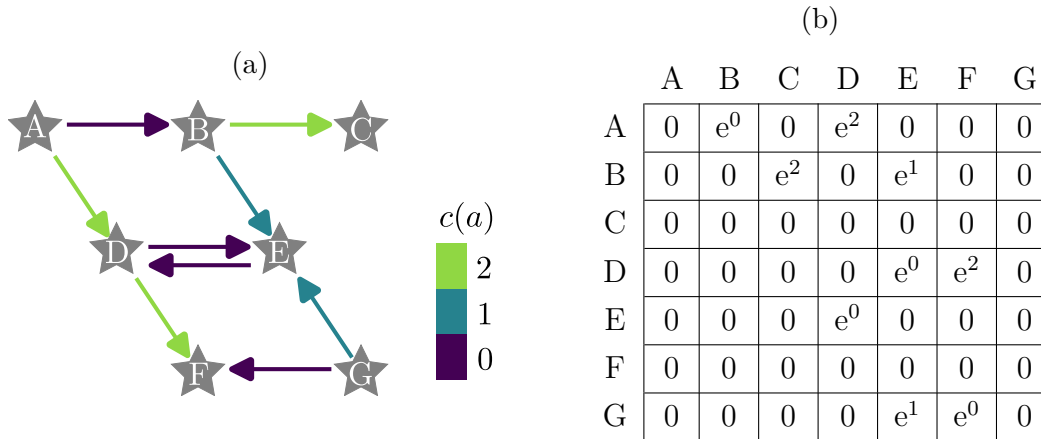 (a)
A B C
D E
F G
c(a)
2
1
0
(b)
A B C D E F G
A 0 e⁰ 0 e² 0 0 0
B 0 0 e² 0 e¹ 0 0
C 0 0 0 0 0 0 0
D 0 0 0 0 e⁰ e² 0
E 0 0 0 e⁰ 0 0 0
F 0 0 0 0 0 0 0
G 0 0 0 0 e¹ e⁰ 0